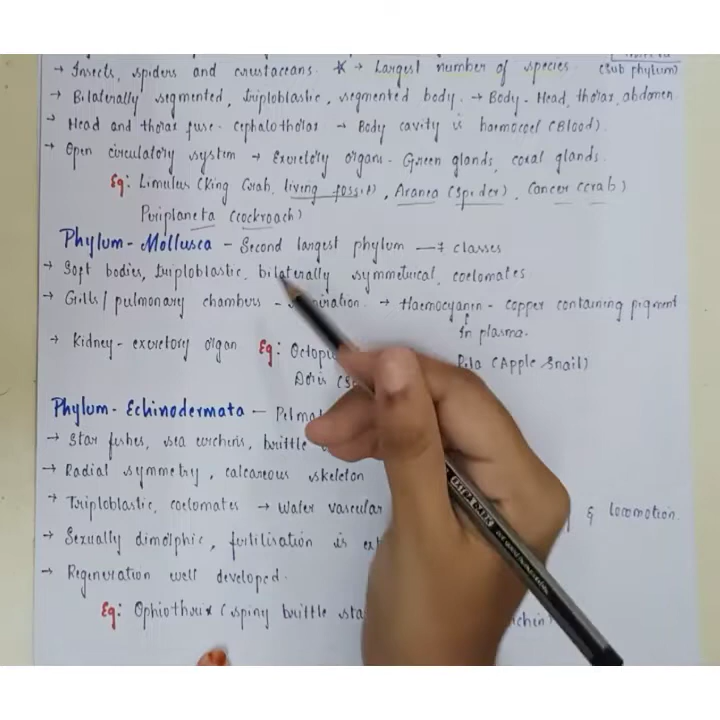 → Insects, spiders and crustaceans. * → Largest number of species. (Sub phylum)
→ Bilaterally segmented, triploblastic, segmented body. → Body - Head, thorax, abdomen
→ Head and thorax fuse - cephalothorax → Body cavity is haemocoel (Blood).
→ Open circulatory system → Excretory organs - Green glands, coxal glands.
Eg: Limulus (King Crab, living fossil), Aranea (Spider), Cancer (crab)
Periplaneta (cockroach)
Phylum - Mollusca - Second largest phylum — 7 classes
→ Soft bodies, triploblastic, bilaterally symmetrical, coelomates
→ Gills / pulmonary chambers - → Haemocyanin - copper containing pigment
In plasma.
→ Kidney - excretory organ Eg: Pila (Apple Snail)
Doris
Phylum - Echinodermata —
→ Star fishes, sea urchins, brittle
→ Radial symmetry, calcareous skeleton
→ Triploblastic, coelomates → Water vascular & locomotion.
→ Sexually dimolphic, fertilisation is
→ Regeneration well developed.
Eg: Ophiothrix (spiny brittle